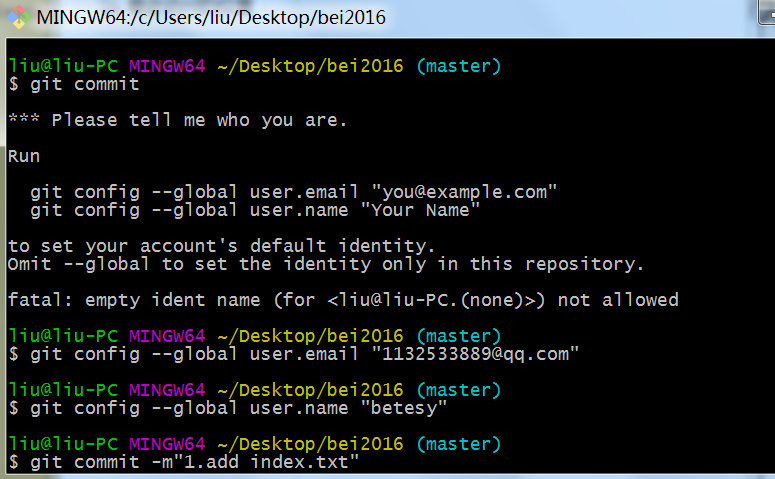 MINGW64:/c/Users/liu/Desktop/bei2016
liu@liu-PC MINGW64 ~/Desktop/bei2016 (master)
$ git commit
*** Please tell me who you are.
Run
git config --global user.email "you@example.com"
git config --global user.name "Your Name"
to set your account's default identity.
Omit --global to set the identity only in this repository.
fatal: empty ident name (for <liu@liu-PC.(none)>) not allowed
liu@liu-PC MINGW64 ~/Desktop/bei2016 (master)
$ git config --global user.email "1132533889@qq.com"
liu@liu-PC MINGW64 ~/Desktop/bei2016 (master)
$ git config --global user.name "betesy"
liu@liu-PC MINGW64 ~/Desktop/bei2016 (master)
$ git commit -m"1.add index.txt"